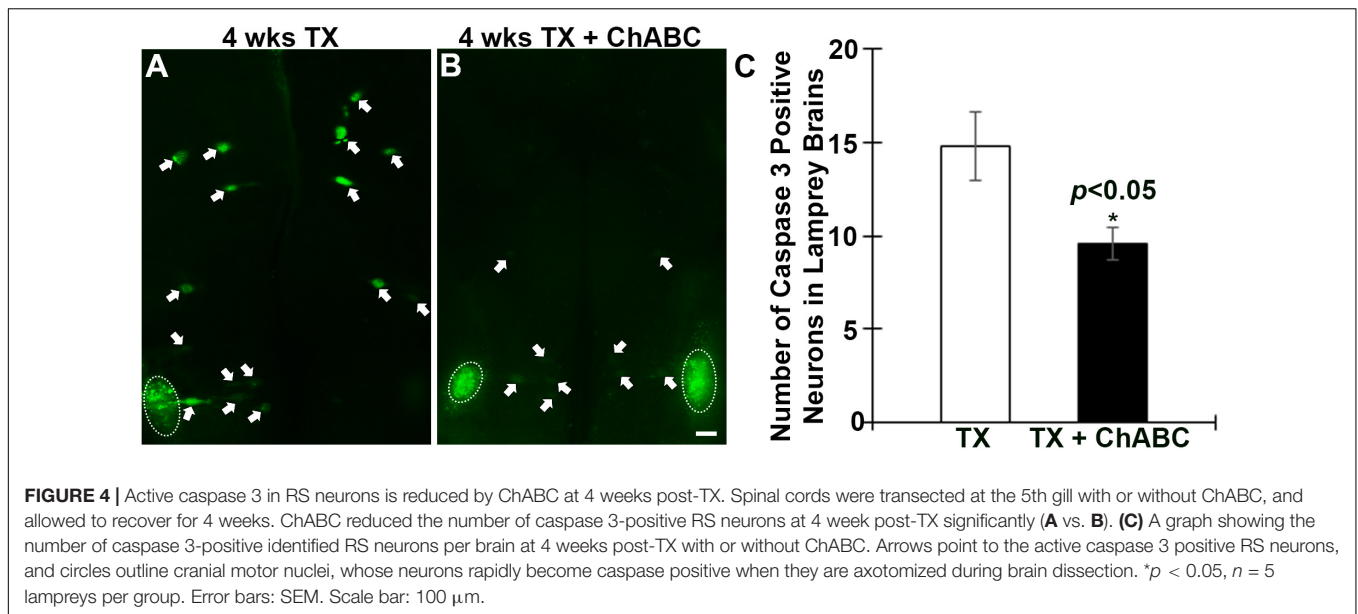 4 wks TX
4 wks TX + ChABC
A
B
C
Number of Caspase 3 Positive
Neurons in Lamprey Brains
20
15
10
5
0
p<0.05
*
TX
TX + ChABC
FIGURE 4 | Active caspase 3 in RS neurons is reduced by ChABC at 4 weeks post-TX. Spinal cords were transected at the 5th gill with or without ChABC, and
allowed to recover for 4 weeks. ChABC reduced the number of caspase 3-positive RS neurons at 4 week post-TX significantly (A vs. B). (C) A graph showing the
number of caspase 3-positive identified RS neurons per brain at 4 weeks post-TX with or without ChABC. Arrows point to the active caspase 3 positive RS neurons,
and circles outline cranial motor nuclei, whose neurons rapidly become caspase positive when they are axotomized during brain dissection. *p < 0.05, n = 5
lampreys per group. Error bars: SEM. Scale bar: 100 μm.